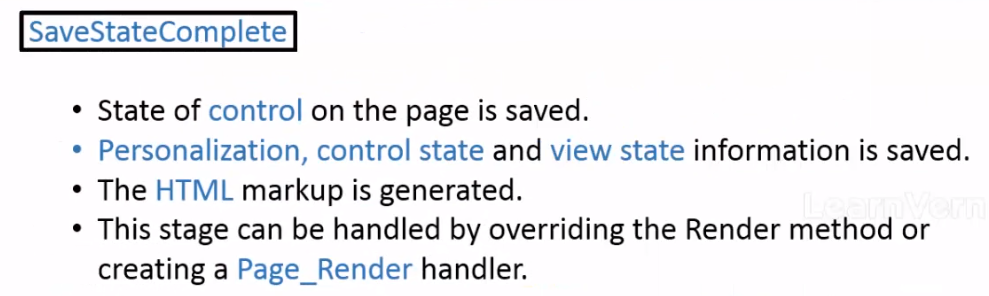 SaveStateComplete
• State of control on the page is saved.
• Personalization, control state and view state information is saved.
• The HTML markup is generated.
LearnVern
• This stage can be handled by overriding the Render method or
creating a Page_Render handler.